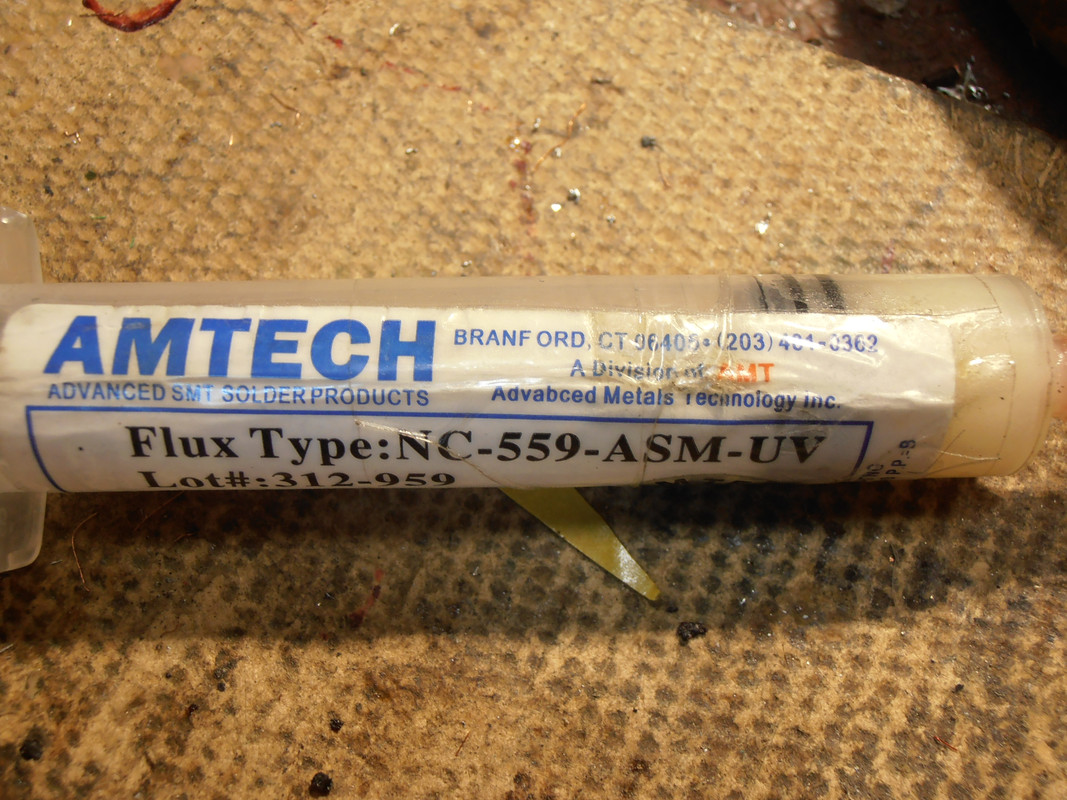 AMTECH
ADVANCED SMT SOLDER PRODUCTS
BRANFORD, CT 06405• (203) 481-3362
A Division of AMT
Advabced Metals Technology Inc.
Flux Type:NC-559-ASM-UV
Lot#:312-959